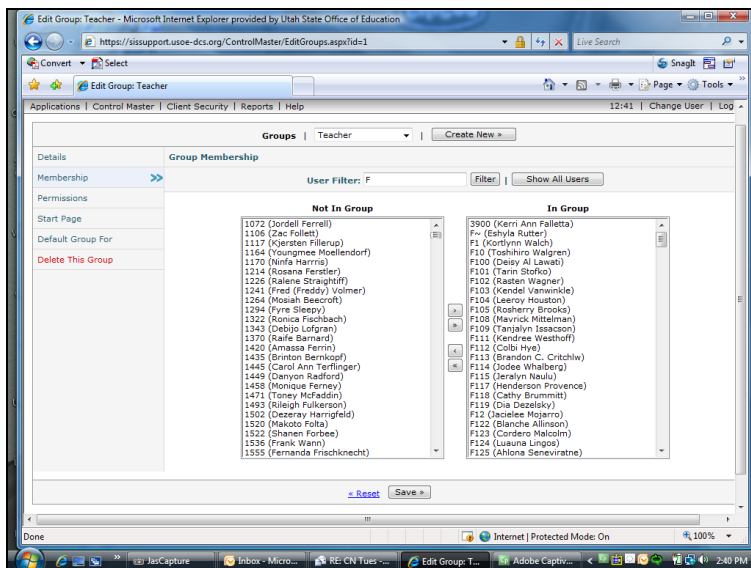 Edit Group: Teacher - Microsoft Internet Explorer provided by Utah State Office of Education
https://sissupport.usoe-dcs.org/ControlMaster/EditGroups.aspx?id=1
Live Search
Convert
Select
SnagIt
Edit Group: Teacher
Page
Tools
Applications | Control Master | Client Security | Reports | Help
12:41 | Change User | Log
Groups | Teacher | Create New »
Details
Group Membership
Membership
User Filter: F
Filter | Show All Users
Permissions
Start Page
Default Group For
Delete This Group
Not In Group
1072 (Jordell Ferrell)
1106 (Zac Follett)
1117 (Kjersten Fillerup)
1164 (Youngmee Moellendorf)
1170 (Ninfa Harrris)
1214 (Rosana Ferstler)
1226 (Ralene Straightiff)
1241 (Fred (Freddy) Volmer)
1264 (Mosiah Beecroft)
1294 (Fyre Sleepy)
1322 (Ronica Fischbach)
1343 (Debijo Lofgran)
1370 (Raife Barnard)
1420 (Amassa Ferrin)
1435 (Brinton Bernkopf)
1445 (Carol Ann Terflinger)
1449 (Danyon Radford)
1458 (Monique Ferney)
1471 (Toney McFaddin)
1493 (Rileigh Fulkerson)
1502 (Dezeray Harrigfeld)
1520 (Makoto Folta)
1522 (Shanen Forbee)
1536 (Frank Wann)
1555 (Fernanda Frischknecht)
›
»
‹
«
In Group
3900 (Kerri Ann Falletta)
F~ (Eshyla Rutter)
F1 (Kortlynn Walch)
F10 (Toshihiro Walgren)
F100 (Deisy Al Lawati)
F101 (Tarin Stofko)
F102 (Rasten Wagner)
F103 (Kendel Vanwinkle)
F104 (Leeroy Houston)
F105 (Rosherry Brooks)
F108 (Mavrick Mittelman)
F109 (Tanjalyn Issacson)
F111 (Kendree Westhoff)
F112 (Colbi Hye)
F113 (Brandon C. Critchlw)
F114 (Jodee Whalberg)
F115 (Jeralyn Naulu)
F117 (Henderson Provence)
F118 (Cathy Brummitt)
F119 (Dia Dezelsky)
F12 (Jacielee Mojarro)
F122 (Blanche Allinson)
F123 (Cordero Malcolm)
F124 (Luauna Lingos)
F125 (Ahlona Seneviratne)
« Reset
Save »
Done
Internet | Protected Mode: On
100%
JasCapture
Inbox - Micro...
RE: CN Tues -...
Edit Group: T...
Adobe Captiv...
2:40 PM